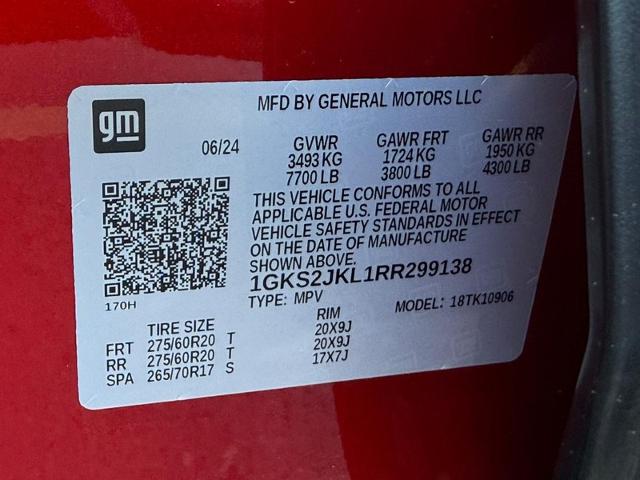 gm
MFD BY GENERAL MOTORS LLC
06/24
GVWR GAWR FRT GAWR RR
3493 KG 1724 KG 1950 KG
7700 LB 3800 LB 4300 LB
THIS VEHICLE CONFORMS TO ALL
APPLICABLE U.S. FEDERAL MOTOR
VEHICLE SAFETY STANDARDS IN EFFECT
ON THE DATE OF MANUFACTURE
SHOWN ABOVE.
1GKS2JKL1RR299138
170H
TYPE: MPV MODEL: 18TK10906
TIRE SIZE RIM
FRT 275/60R20 T 20X9J
RR 275/60R20 T 20X9J
SPA 265/70R17 S 17X7J